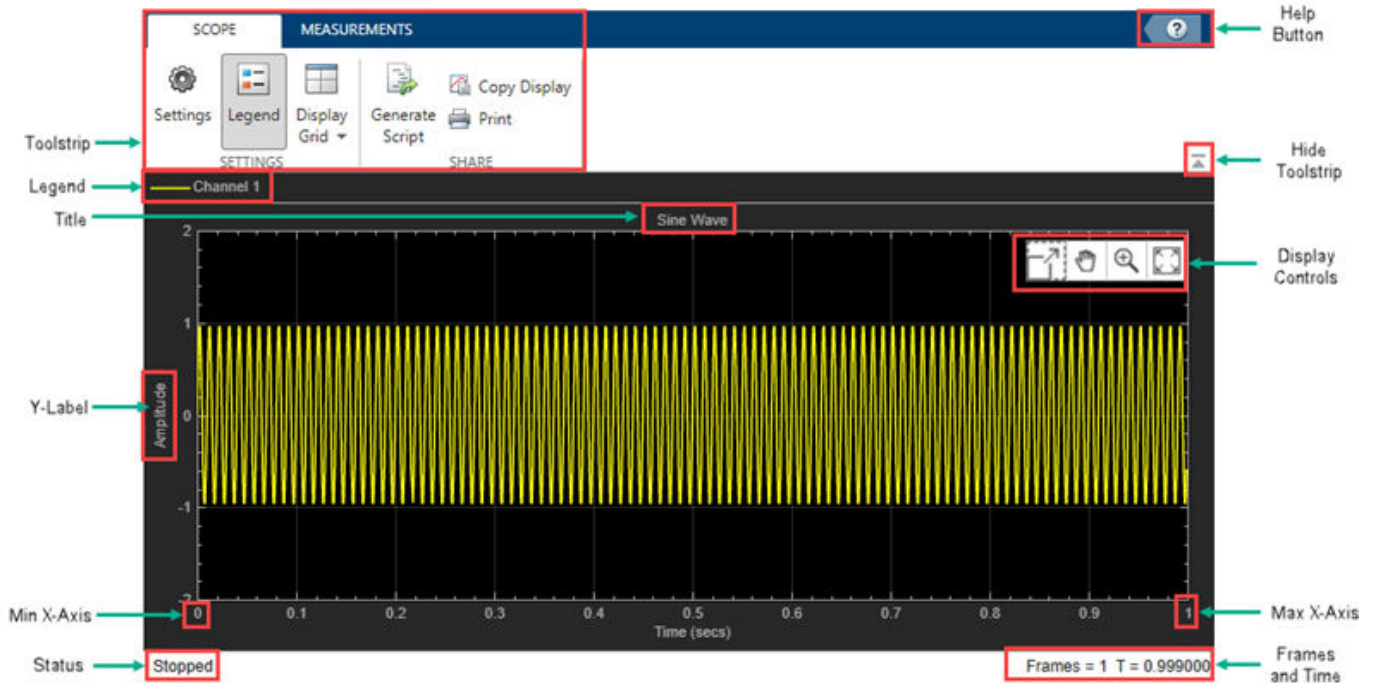 SCOPE MEASUREMENTS
Help
Button
Settings Legend Display
Grid
Generate
Script
Copy Display
Print
Toolstrip
SETTINGS SHARE
Hide
Toolstrip
Legend
Channel 1
Title
Sine Wave
2
Display
Controls
1
Y-Label
Amplitude
0
-1
-2
Min X-Axis
0 0.1 0.2 0.3 0.4 0.5 0.6 0.7 0.8 0.9 1
Max X-Axis
Time (secs)
Status
Stopped
Frames = 1 T = 0.999000
Frames
and Time